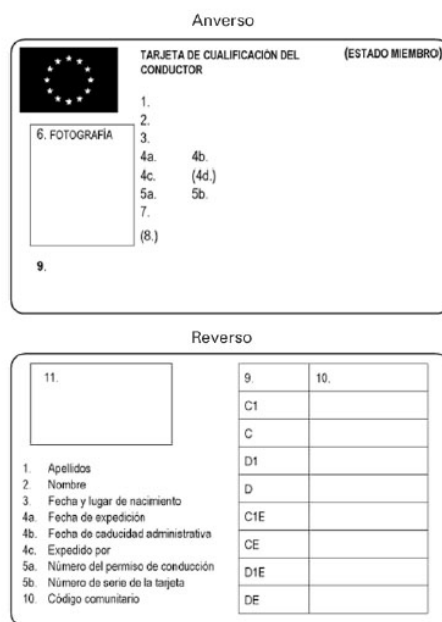 Anverso
TARJETA DE CUALIFICACIÓN DEL CONDUCTOR
(ESTADO MIEMBRO)
1.
2.
6. FOTOGRAFÍA
3.
4a. 4b.
4c. (4d.)
5a. 5b.
7.
(8.)
9.
Reverso
11.
1. Apellidos
2. Nombre
3. Fecha y lugar de nacimiento
4a. Fecha de expedición
4b. Fecha de caducidad administrativa
4c. Expedido por
5a. Número del permiso de conducción
5b. Número de serie de la tarjeta
10. Código comunitario
9. 10.
C1
C
D1
D
C1E
CE
D1E
DE